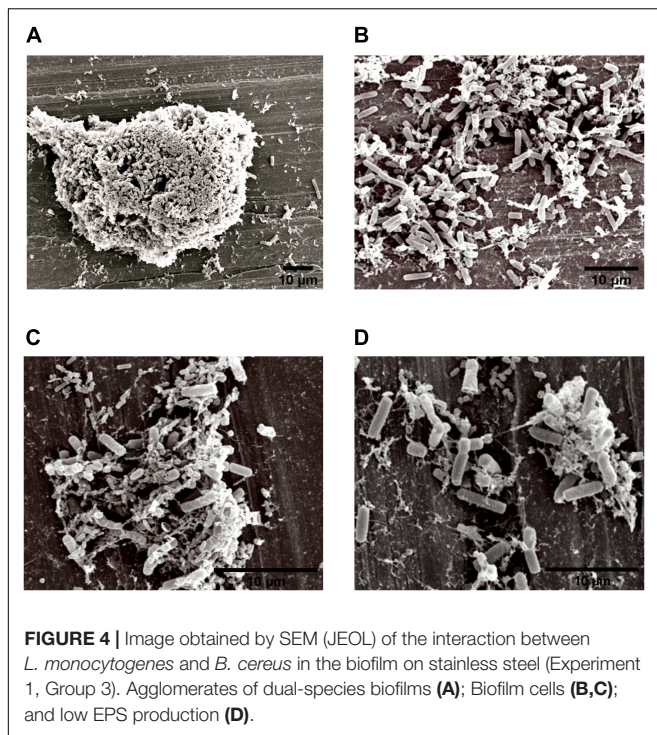 A
B
10 µm
10 µm
C
D
10 µm
10 µm
FIGURE 4 | Image obtained by SEM (JEOL) of the interaction between
L. monocytogenes and B. cereus in the biofilm on stainless steel (Experiment
1, Group 3). Agglomerates of dual-species biofilms (A); Biofilm cells (B,C);
and low EPS production (D).